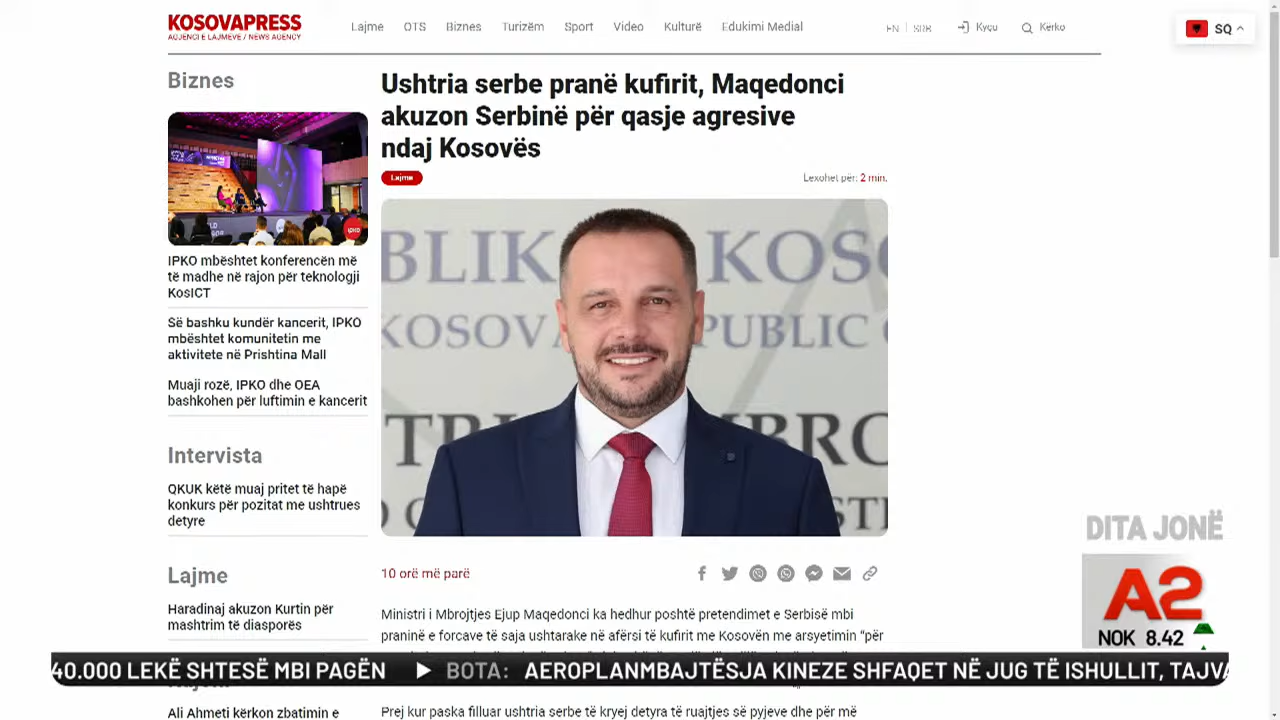 KOSOVAPRESS
AGJENCI E LAJMEVE / NEWS AGENCY
Lajme OTS Biznes Turizëm Sport Video Kulturë Edukimi Medial
EN | SRB Kyçu Kërko
SQ
Biznes
IPKO mbështet konferencën më
të madhe në rajon për teknologji
KosICT
Së bashku kundër kancerit, IPKO
mbështet komunitetin me
aktivitete në Prishtina Mall
Muaji rozë, IPKO dhe OEA
bashkohen për luftimin e kancerit
Intervista
QKUK këtë muaj pritet të hapë
konkurs për pozitat me ushtrues
detyre
Lajme
Haradinaj akuzon Kurtin për
mashtrim të diasporës
Ali Ahmeti kërkon zbatimin e
Ushtria serbe pranë kufirit, Maqedonci
akuzon Serbinë për qasje agresive
ndaj Kosovës
Lajme
Lexohet për: 2 min.
BLIK KOS
KOSOVA PUBLIC
10 orë më parë
Ministri i Mbrojtjes Ejup Maqedonci ka hedhur poshtë pretendimet e Serbisë mbi
praninë e forcave të saja ushtarake në afërsi të kufirit me Kosovën me arsyetimin “për
Prej kur paska filluar ushtria serbe të kryej detyra të ruajtjes së pyjeve dhe për më
DITA JONË
A2
NOK 8.42
40.000 LEKË SHTESË MBI PAGËN BOTA: AEROPLANMBAJTËSJA KINEZE SHFAQET NË JUG TË ISHULLIT, TAJVA